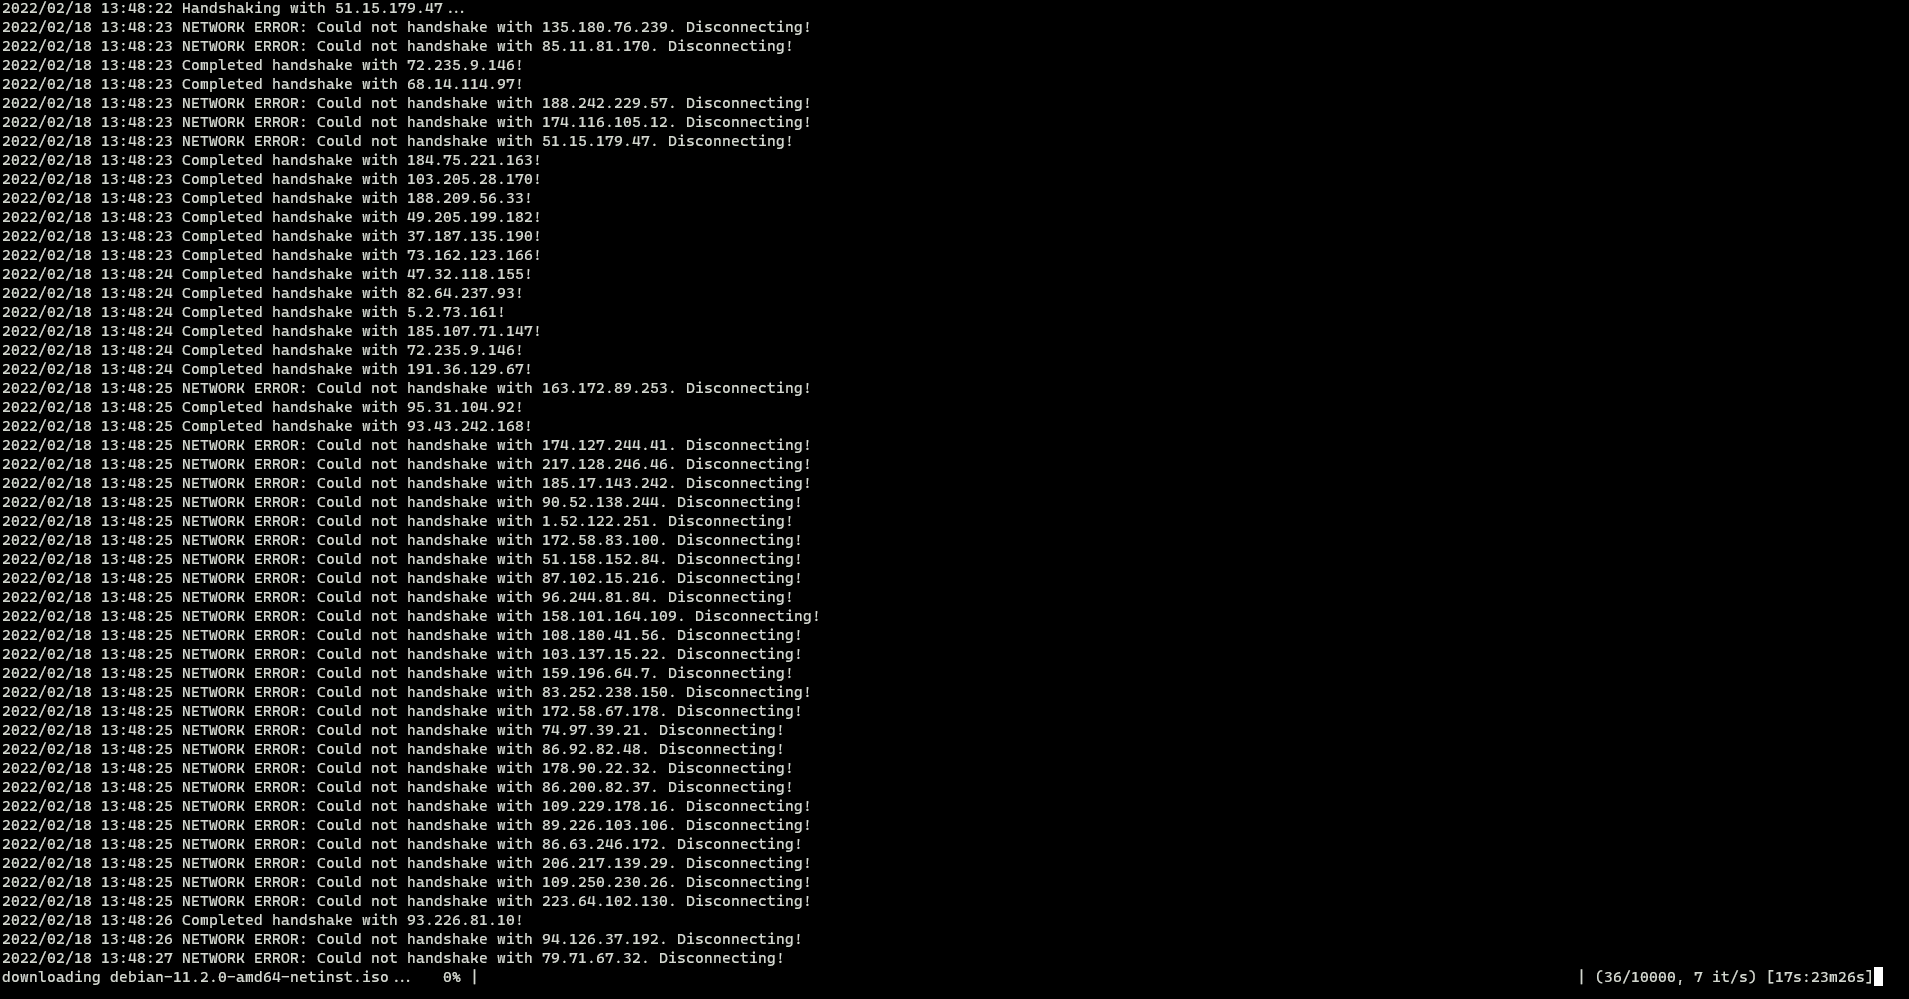 2022/02/18 13:48:22 Handshaking with 51.15.179.47...
2022/02/18 13:48:23 NETWORK ERROR: Could not handshake with 135.180.76.239. Disconnecting!
2022/02/18 13:48:23 NETWORK ERROR: Could not handshake with 85.11.81.170. Disconnecting!
2022/02/18 13:48:23 Completed handshake with 72.235.9.146!
2022/02/18 13:48:23 Completed handshake with 68.14.114.97!
2022/02/18 13:48:23 NETWORK ERROR: Could not handshake with 188.242.229.57. Disconnecting!
2022/02/18 13:48:23 NETWORK ERROR: Could not handshake with 174.116.105.12. Disconnecting!
2022/02/18 13:48:23 NETWORK ERROR: Could not handshake with 51.15.179.47. Disconnecting!
2022/02/18 13:48:23 Completed handshake with 184.75.221.163!
2022/02/18 13:48:23 Completed handshake with 103.205.28.170!
2022/02/18 13:48:23 Completed handshake with 188.209.56.33!
2022/02/18 13:48:23 Completed handshake with 49.205.199.182!
2022/02/18 13:48:23 Completed handshake with 37.187.135.190!
2022/02/18 13:48:23 Completed handshake with 73.162.123.166!
2022/02/18 13:48:24 Completed handshake with 47.32.118.155!
2022/02/18 13:48:24 Completed handshake with 82.64.237.93!
2022/02/18 13:48:24 Completed handshake with 5.2.73.161!
2022/02/18 13:48:24 Completed handshake with 185.107.71.147!
2022/02/18 13:48:24 Completed handshake with 72.235.9.146!
2022/02/18 13:48:24 Completed handshake with 191.36.129.67!
2022/02/18 13:48:25 NETWORK ERROR: Could not handshake with 163.172.89.253. Disconnecting!
2022/02/18 13:48:25 Completed handshake with 95.31.104.92!
2022/02/18 13:48:25 Completed handshake with 93.43.242.168!
2022/02/18 13:48:25 NETWORK ERROR: Could not handshake with 174.127.244.41. Disconnecting!
2022/02/18 13:48:25 NETWORK ERROR: Could not handshake with 217.128.246.46. Disconnecting!
2022/02/18 13:48:25 NETWORK ERROR: Could not handshake with 185.17.143.242. Disconnecting!
2022/02/18 13:48:25 NETWORK ERROR: Could not handshake with 90.52.138.244. Disconnecting!
2022/02/18 13:48:25 NETWORK ERROR: Could not handshake with 1.52.122.251. Disconnecting!
2022/02/18 13:48:25 NETWORK ERROR: Could not handshake with 172.58.83.100. Disconnecting!
2022/02/18 13:48:25 NETWORK ERROR: Could not handshake with 51.158.152.84. Disconnecting!
2022/02/18 13:48:25 NETWORK ERROR: Could not handshake with 87.102.15.216. Disconnecting!
2022/02/18 13:48:25 NETWORK ERROR: Could not handshake with 96.244.81.84. Disconnecting!
2022/02/18 13:48:25 NETWORK ERROR: Could not handshake with 158.101.164.109. Disconnecting!
2022/02/18 13:48:25 NETWORK ERROR: Could not handshake with 108.180.41.56. Disconnecting!
2022/02/18 13:48:25 NETWORK ERROR: Could not handshake with 103.137.15.22. Disconnecting!
2022/02/18 13:48:25 NETWORK ERROR: Could not handshake with 159.196.64.7. Disconnecting!
2022/02/18 13:48:25 NETWORK ERROR: Could not handshake with 83.252.238.150. Disconnecting!
2022/02/18 13:48:25 NETWORK ERROR: Could not handshake with 172.58.67.178. Disconnecting!
2022/02/18 13:48:25 NETWORK ERROR: Could not handshake with 74.97.39.21. Disconnecting!
2022/02/18 13:48:25 NETWORK ERROR: Could not handshake with 86.92.82.48. Disconnecting!
2022/02/18 13:48:25 NETWORK ERROR: Could not handshake with 178.90.22.32. Disconnecting!
2022/02/18 13:48:25 NETWORK ERROR: Could not handshake with 86.200.82.37. Disconnecting!
2022/02/18 13:48:25 NETWORK ERROR: Could not handshake with 109.229.178.16. Disconnecting!
2022/02/18 13:48:25 NETWORK ERROR: Could not handshake with 89.226.103.106. Disconnecting!
2022/02/18 13:48:25 NETWORK ERROR: Could not handshake with 86.63.246.172. Disconnecting!
2022/02/18 13:48:25 NETWORK ERROR: Could not handshake with 206.217.139.29. Disconnecting!
2022/02/18 13:48:25 NETWORK ERROR: Could not handshake with 109.250.230.26. Disconnecting!
2022/02/18 13:48:25 NETWORK ERROR: Could not handshake with 223.64.102.130. Disconnecting!
2022/02/18 13:48:26 Completed handshake with 93.226.81.10!
2022/02/18 13:48:26 NETWORK ERROR: Could not handshake with 94.126.37.192. Disconnecting!
2022/02/18 13:48:27 NETWORK ERROR: Could not handshake with 79.71.67.32. Disconnecting!
downloading debian-11.2.0-amd64-netinst.iso... 0% | | (36/10000, 7 it/s) [17s:23m26s]